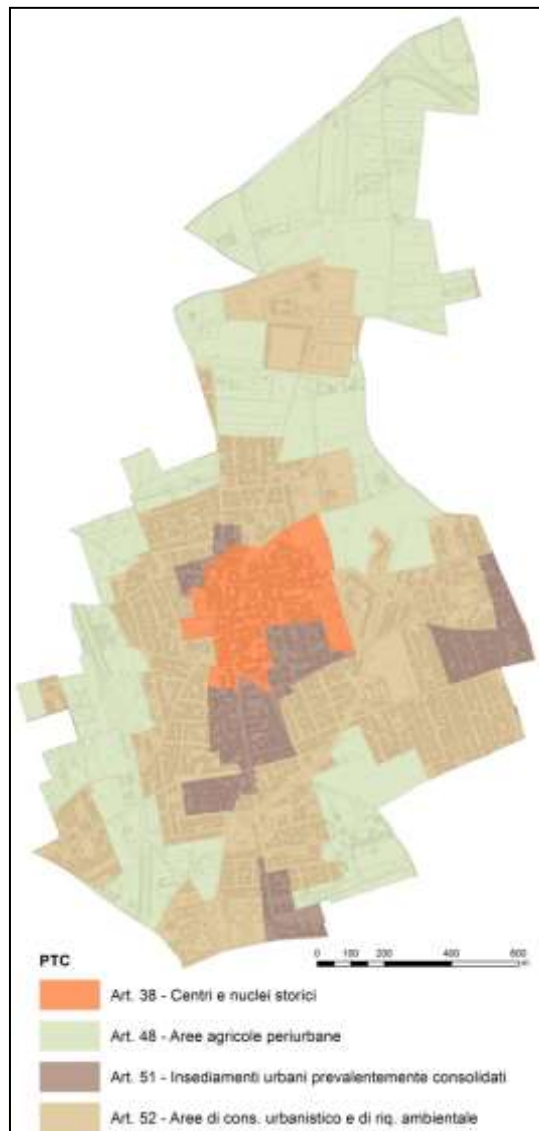 PTC
0 100 200 400 600
Art. 38 - Centri e nuclei storici
Art. 48 - Aree agricole periurbane
Art. 51 - Insediamenti urbani prevalentemente consolidati
Art. 52 - Aree di cons. urbanistico e di riq. ambientale